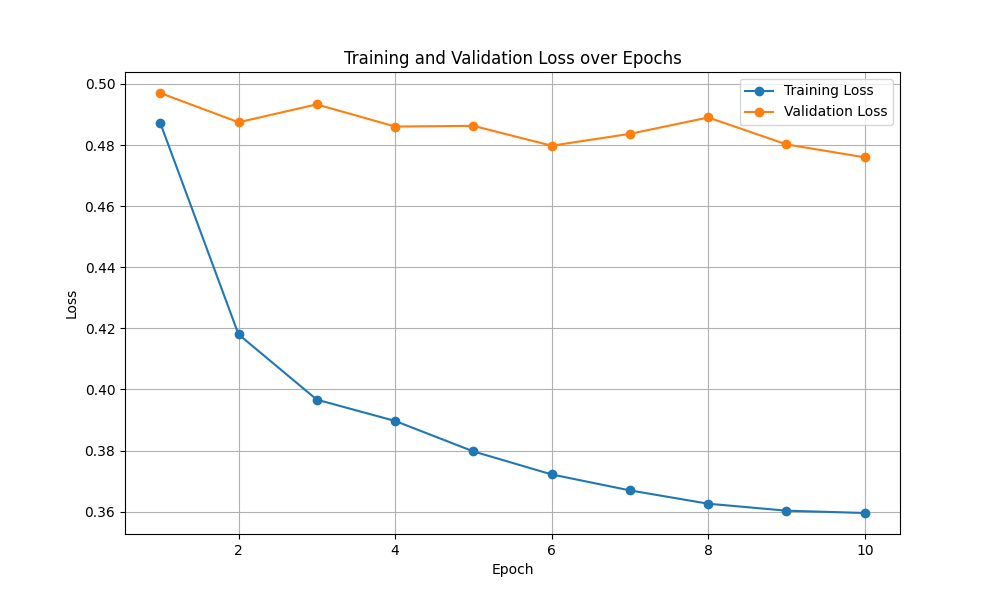 Training and Validation Loss over Epochs
Training Loss
Validation Loss
Loss
0.50
0.48
0.46
0.44
0.42
0.40
0.38
0.36
2 4 6 8 10
Epoch